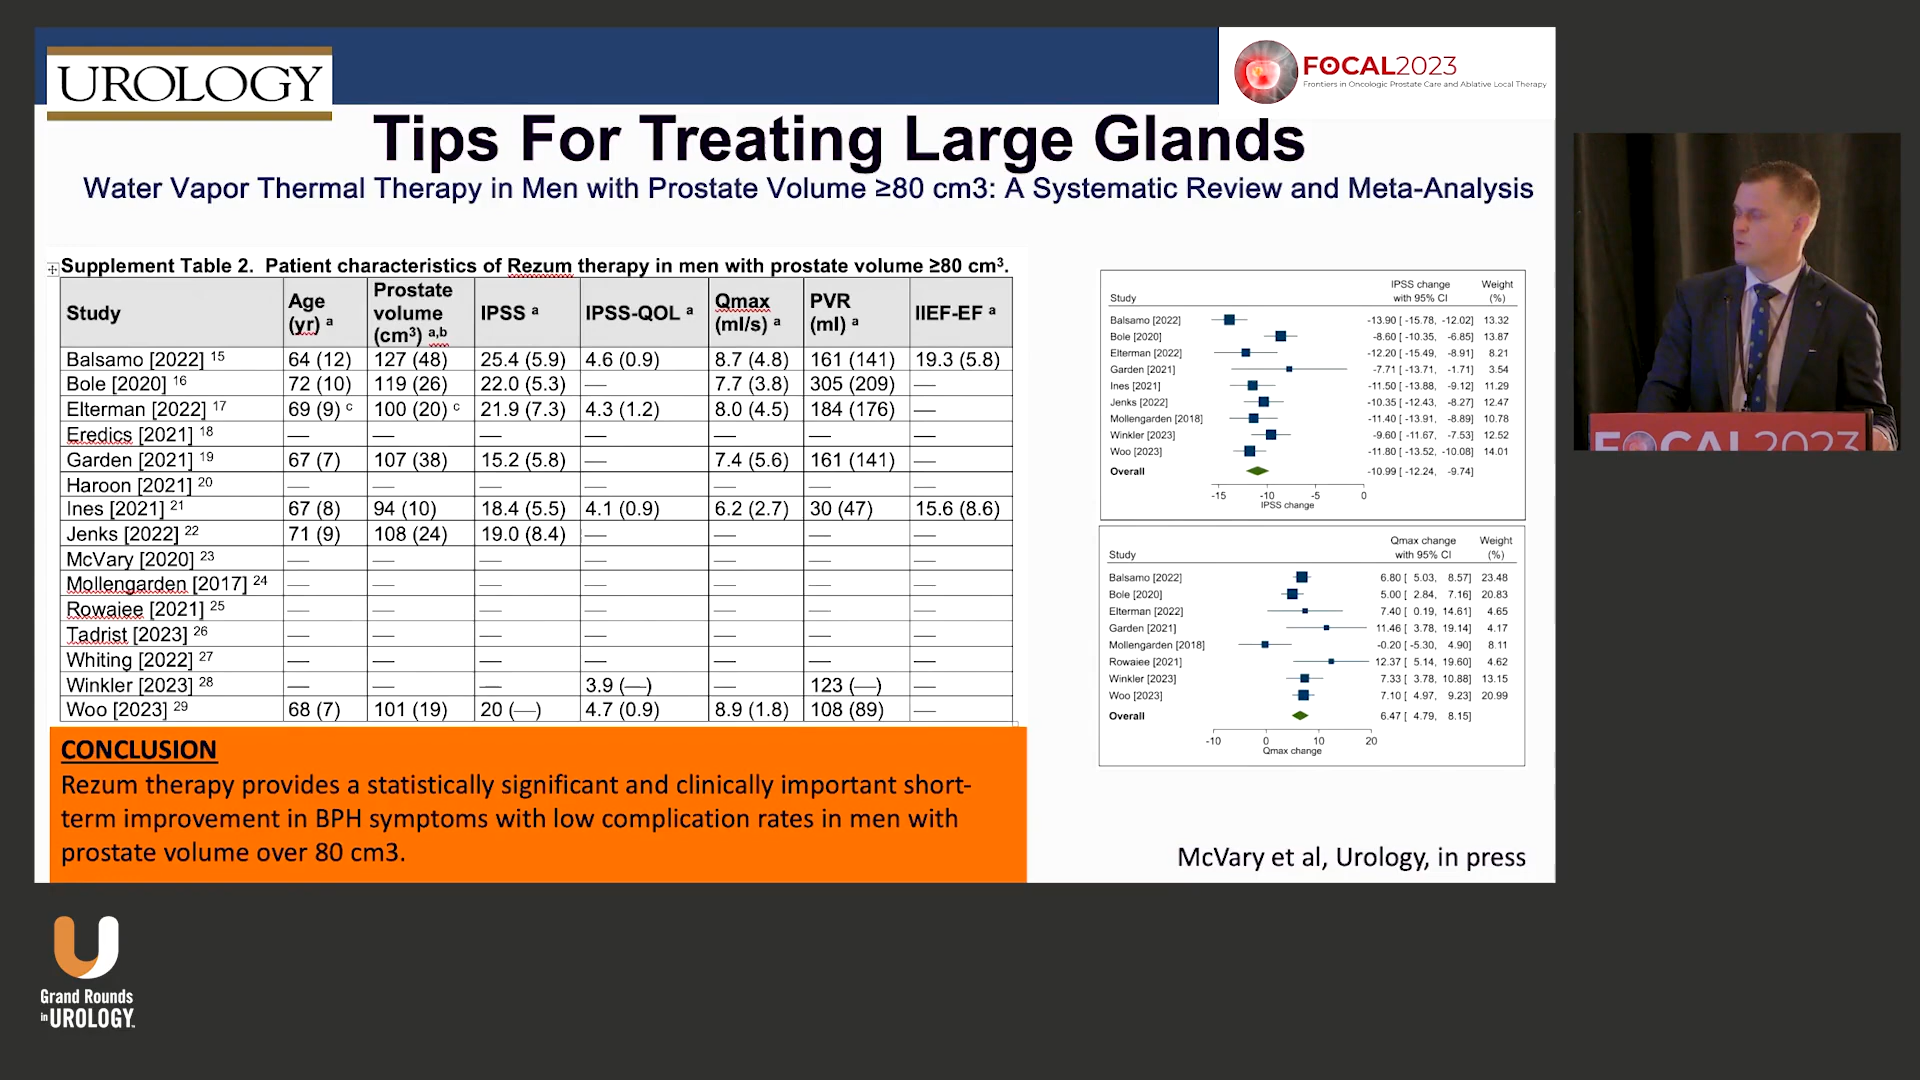 UROLOGY
FOCAL2023
Frontiers in Oncologic Prostate Care and Ablative Local Therapy
Tips For Treating Large Glands
Water Vapor Thermal Therapy in Men with Prostate Volume ≥80 cm3: A Systematic Review and Meta-Analysis
Supplement Table 2. Patient characteristics of Rezum therapy in men with prostate volume ≥80 cm³.
Study Age (yr) a Prostate volume (cm³) a,b IPSS a IPSS-QOL a Qmax (ml/s) a PVR (ml) a IIEF-EF a
Balsamo [2022] 15 64 (12) 127 (48) 25.4 (5.9) 4.6 (0.9) 8.7 (4.8) 161 (141) 19.3 (5.8)
Bole [2020] 16 72 (10) 119 (26) 22.0 (5.3) — 7.7 (3.8) 305 (209) —
Elterman [2022] 17 69 (9) c 100 (20) c 21.9 (7.3) 4.3 (1.2) 8.0 (4.5) 184 (176) —
Eredics [2021] 18 — — — — — — —
Garden [2021] 19 67 (7) 107 (38) 15.2 (5.8) — 7.4 (5.6) 161 (141) —
Haroon [2021] 20 — — — — — — —
Ines [2021] 21 67 (8) 94 (10) 18.4 (5.5) 4.1 (0.9) 6.2 (2.7) 30 (47) 15.6 (8.6)
Jenks [2022] 22 71 (9) 108 (24) 19.0 (8.4) — — — —
McVary [2020] 23 — — — — — — —
Mollengarden [2017] 24 — — — — — — —
Rowaiee [2021] 25 — — — — — — —
Tadrist [2023] 26 — — — — — — —
Whiting [2022] 27 — — — — — — —
Winkler [2023] 28 — — — 3.9 (—) — 123 (—) —
Woo [2023] 29 68 (7) 101 (19) 20 (—) 4.7 (0.9) 8.9 (1.8) 108 (89) —
CONCLUSION
Rezum therapy provides a statistically significant and clinically important short-
term improvement in BPH symptoms with low complication rates in men with
prostate volume over 80 cm3.
IPSS change Weight
Study with 95% CI (%)
Balsamo [2022] -13.90 [ -15.78, -12.02] 13.32
Bole [2020] -8.60 [ -10.35, -6.85] 13.87
Elterman [2022] -12.20 [ -15.49, -8.91] 8.21
Garden [2021] -7.71 [ -13.71, -1.71] 3.54
Ines [2021] -11.50 [ -13.88, -9.12] 11.29
Jenks [2022] -10.35 [ -12.43, -8.27] 12.47
Mollengarden [2018] -11.40 [ -13.91, -8.89] 10.78
Winkler [2023] -9.60 [ -11.67, -7.53] 12.52
Woo [2023] -11.80 [ -13.52, -10.08] 14.01
Overall -10.99 [ -12.24, -9.74]
-15 -10 -5 0
IPSS change
Qmax change Weight
Study with 95% CI (%)
Balsamo [2022] 6.80 [ 5.03, 8.57] 23.48
Bole [2020] 5.00 [ 2.84, 7.16] 20.83
Elterman [2022] 7.40 [ 0.19, 14.61] 4.65
Garden [2021] 11.46 [ 3.78, 19.14] 4.17
Mollengarden [2018] -0.20 [ -5.30, 4.90] 8.11
Rowaiee [2021] 12.37 [ 5.14, 19.60] 4.62
Winkler [2023] 7.33 [ 3.78, 10.88] 13.15
Woo [2023] 7.10 [ 4.97, 9.23] 20.99
Overall 6.47 [ 4.79, 8.15]
-10 0 10 20
Qmax change
McVary et al, Urology, in press
FOCAL 2023
Grand Rounds
in UROLOGY